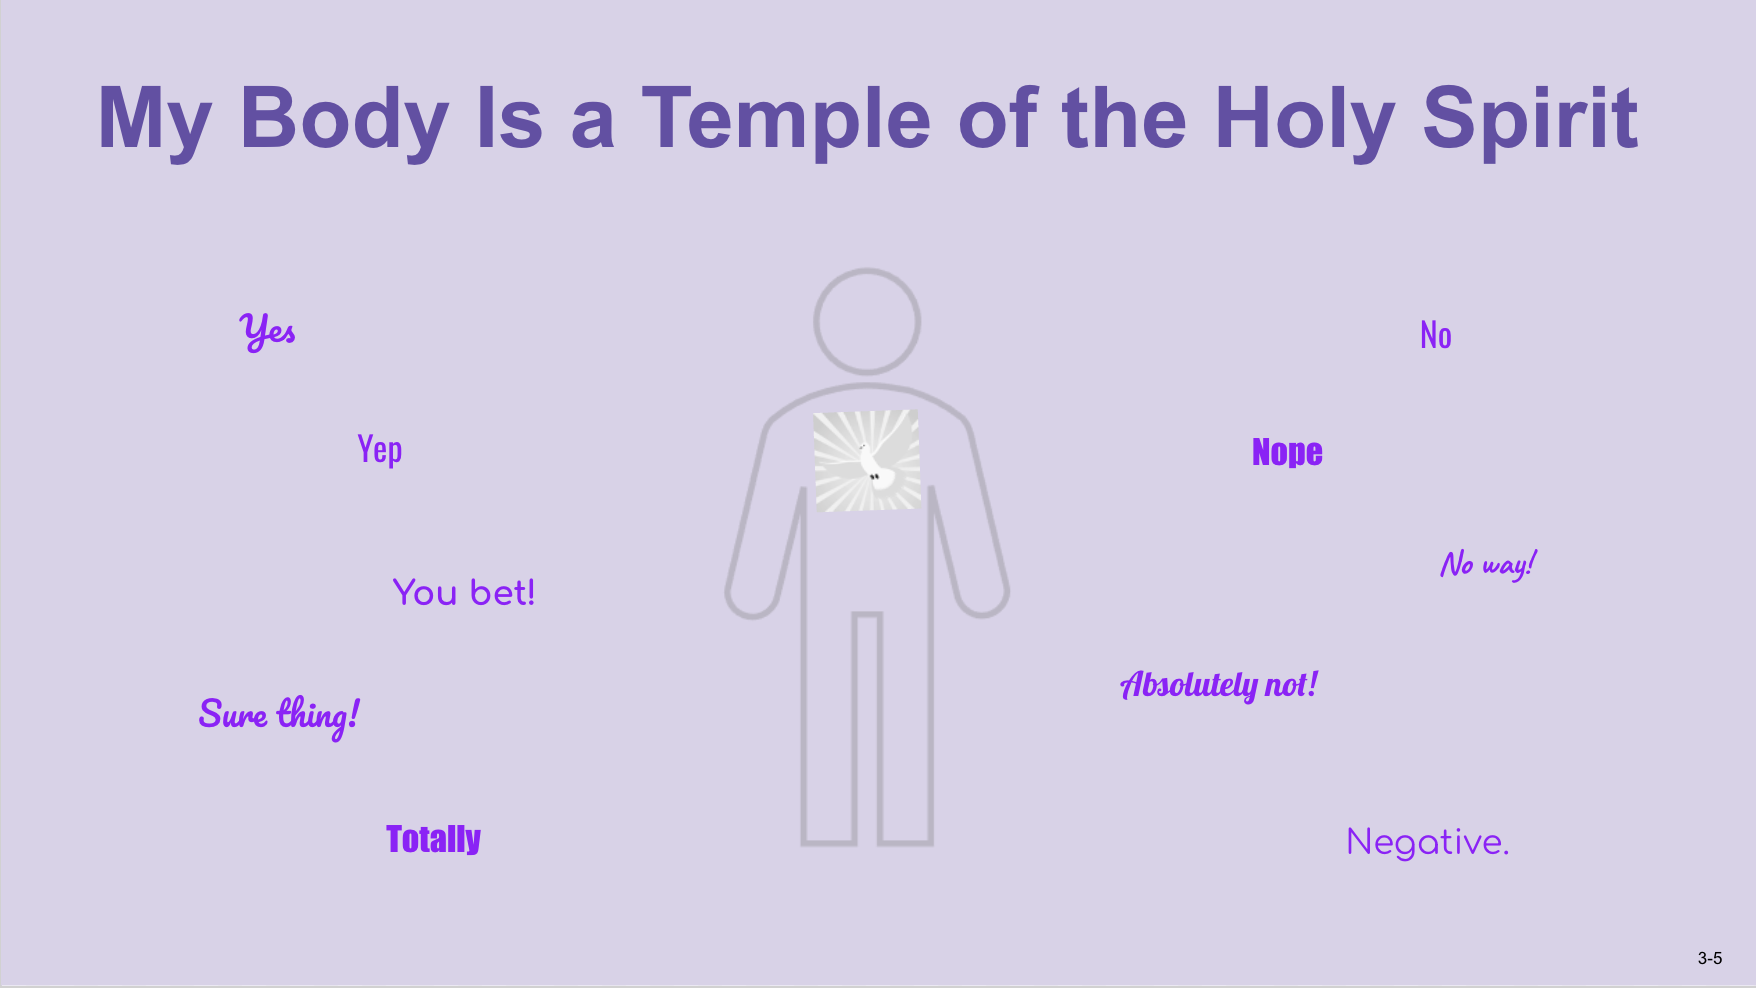 My Body Is a Temple of the Holy Spirit
Yes
Yep
You bet!
Sure thing!
Totally
No
Nope
No way!
Absolutely not!
Negative.
3-5